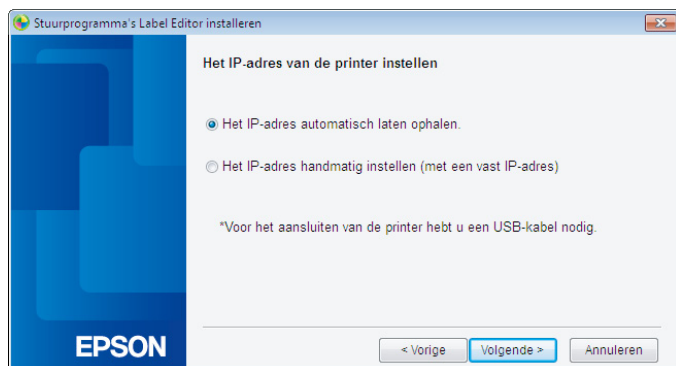 Stuurprogramma's Label Editor installeren
Het IP-adres van de printer instellen
Het IP-adres automatisch laten ophalen.
Het IP-adres handmatig instellen (met een vast IP-adres)
*Voor het aansluiten van de printer hebt u een USB-kabel nodig.
EPSON
< Vorige Volgende > Annuleren